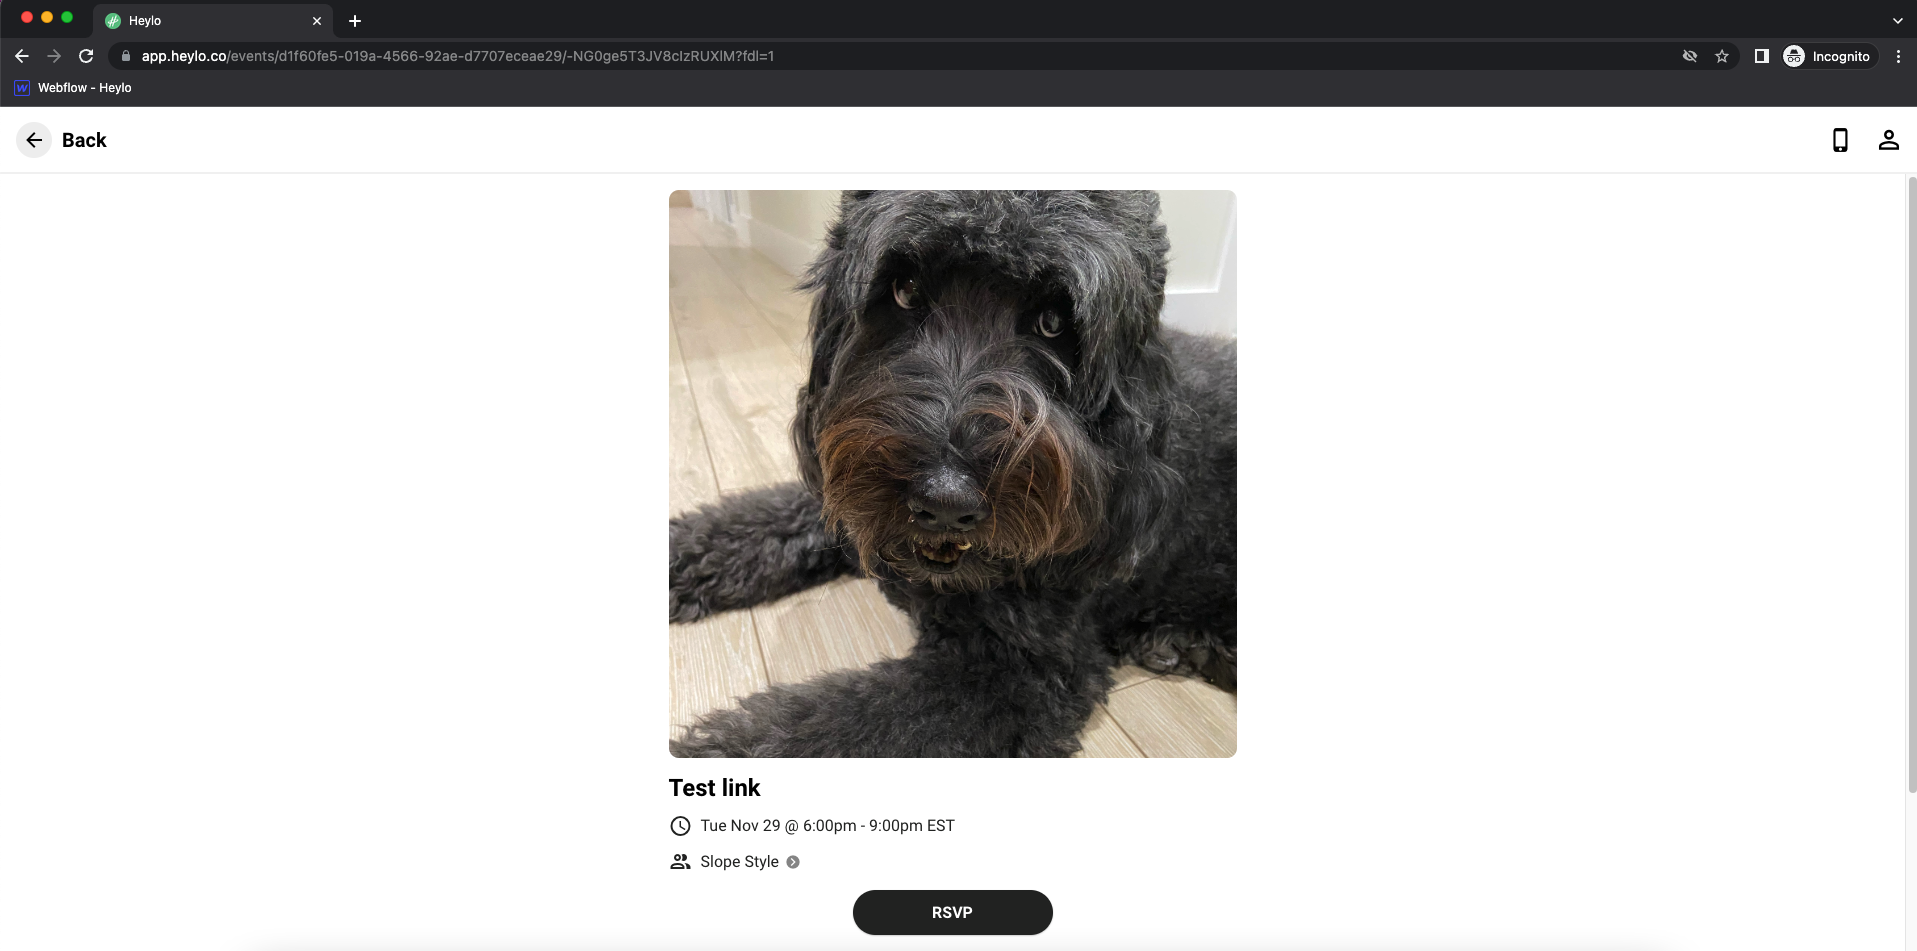 Heylo
app.heylo.co/events/d1f60fe5-019a-4566-92ae-d7707eceae29/-NG0ge5T3JV8cIzRUXlM?fdl=1
Incognito
Webflow - Heylo
Back
Test link
Tue Nov 29 @ 6:00pm - 9:00pm EST
Slope Style
RSVP